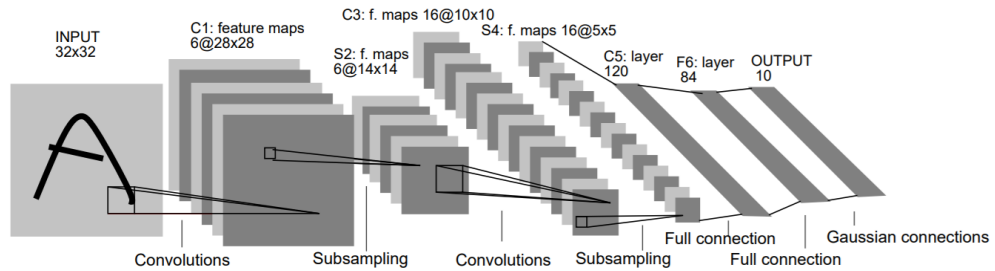 INPUT
32x32
C1: feature maps
6@28x28
S2: f. maps
6@14x14
C3: f. maps 16@10x10
S4: f. maps 16@5x5
C5: layer
120
F6: layer
84
OUTPUT
10
Convolutions
Subsampling
Convolutions
Subsampling
Full connection
Full connection
Gaussian connections
A